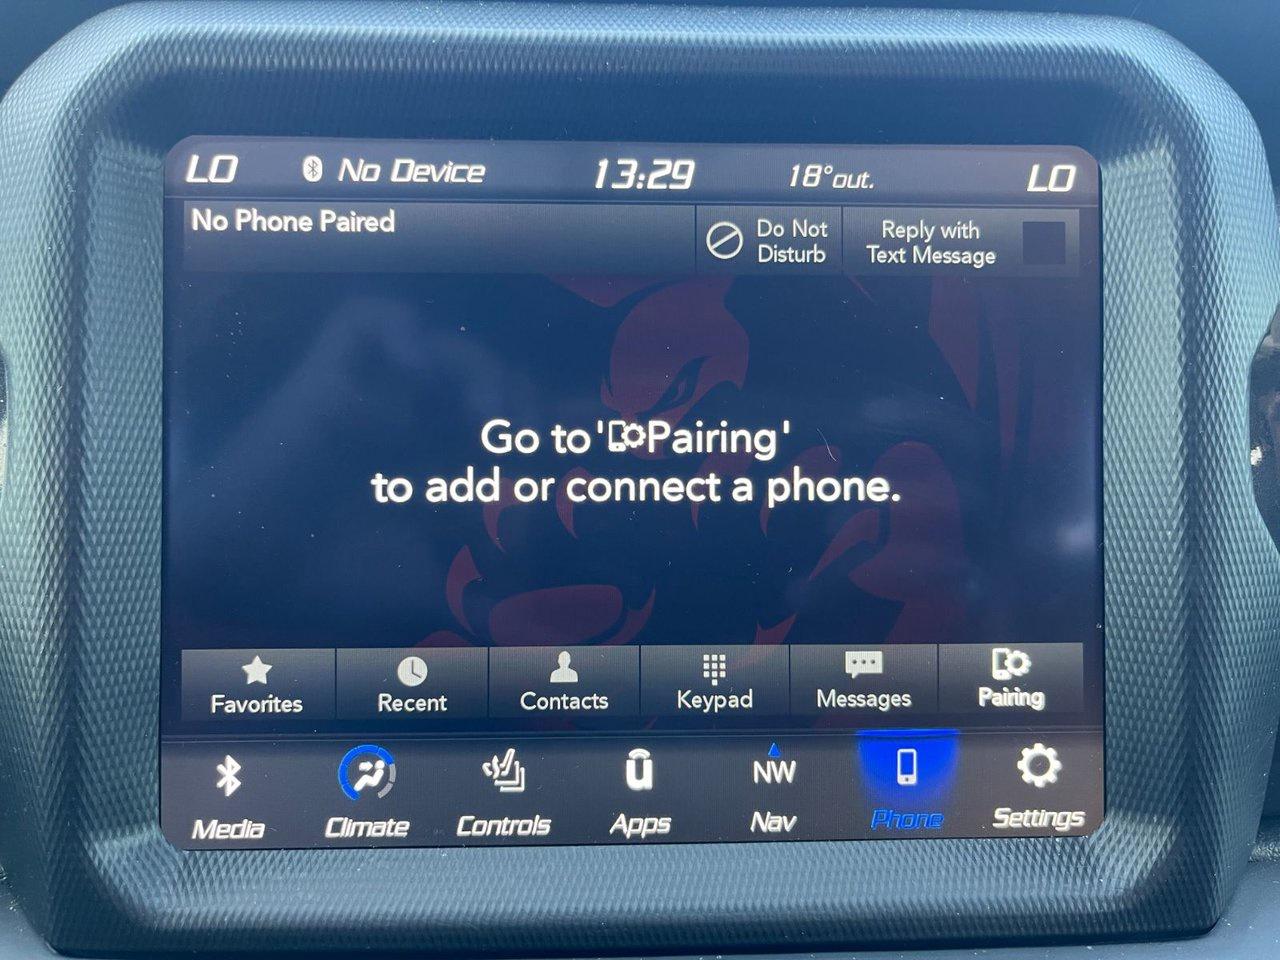 LO No Device 13:29 18°out. LO
No Phone Paired
Do Not
Disturb
Reply with
Text Message
Go to 'Pairing'
to add or connect a phone.
Favorites Recent Contacts Keypad Messages Pairing
u NW
Media Climate Controls Apps Nav Phone Settings